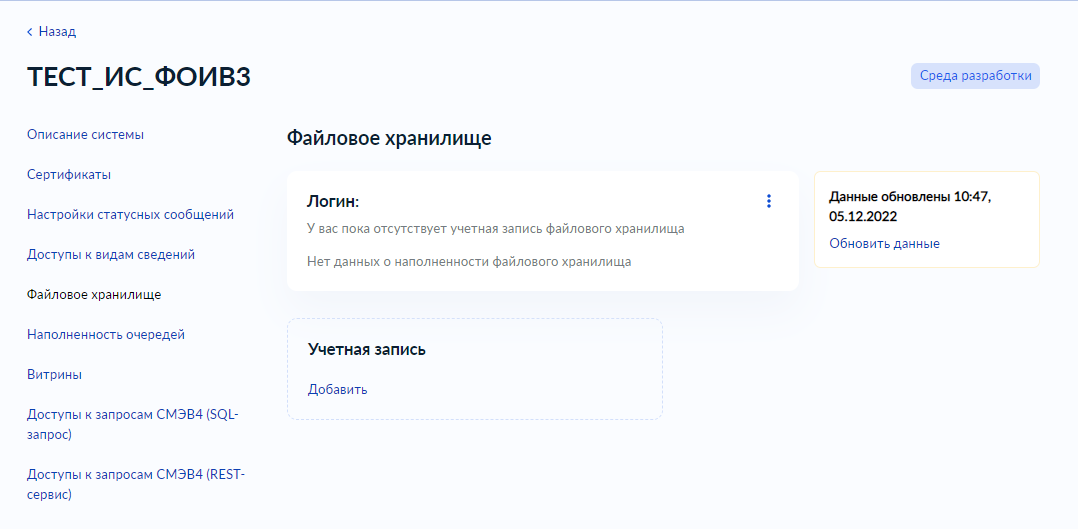 Назад
ТЕСТ_ИС_ФОИВ3
Среда разработки
Описание системы
Сертификаты
Настройки статусных сообщений
Доступы к видам сведений
Файловое хранилище
Наполненность очередей
Витрины
Доступы к запросам СМЭВ4 (SQL-
запрос)
Доступы к запросам СМЭВ4 (REST-
сервис)
Файловое хранилище
Логин:
У вас пока отсутствует учетная запись файлового хранилища
Нет данных о наполненности файлового хранилища
Данные обновлены 10:47,
05.12.2022
Обновить данные
Учетная запись
Добавить